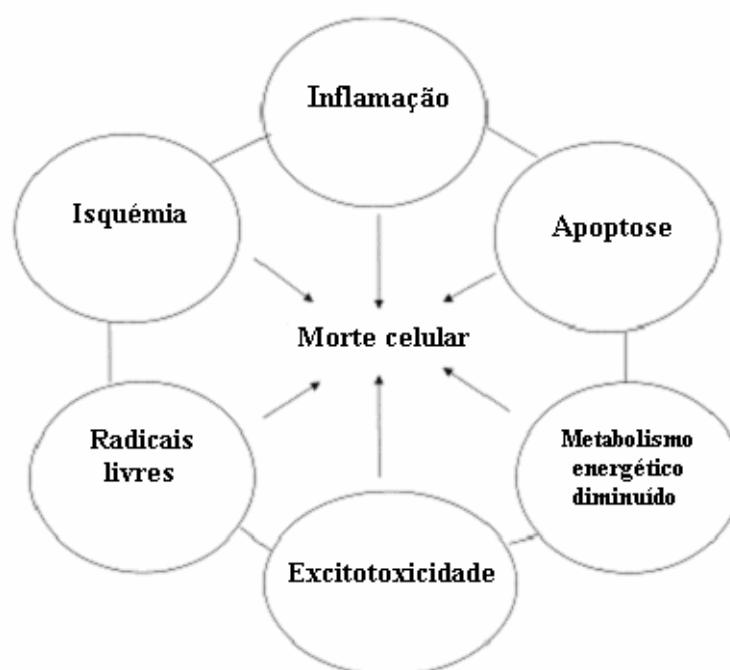 Inflamação
Isquémia
Apoptose
Morte celular
Radicais
livres
Metabolismo
energético
diminuído
Excitotoxicidade